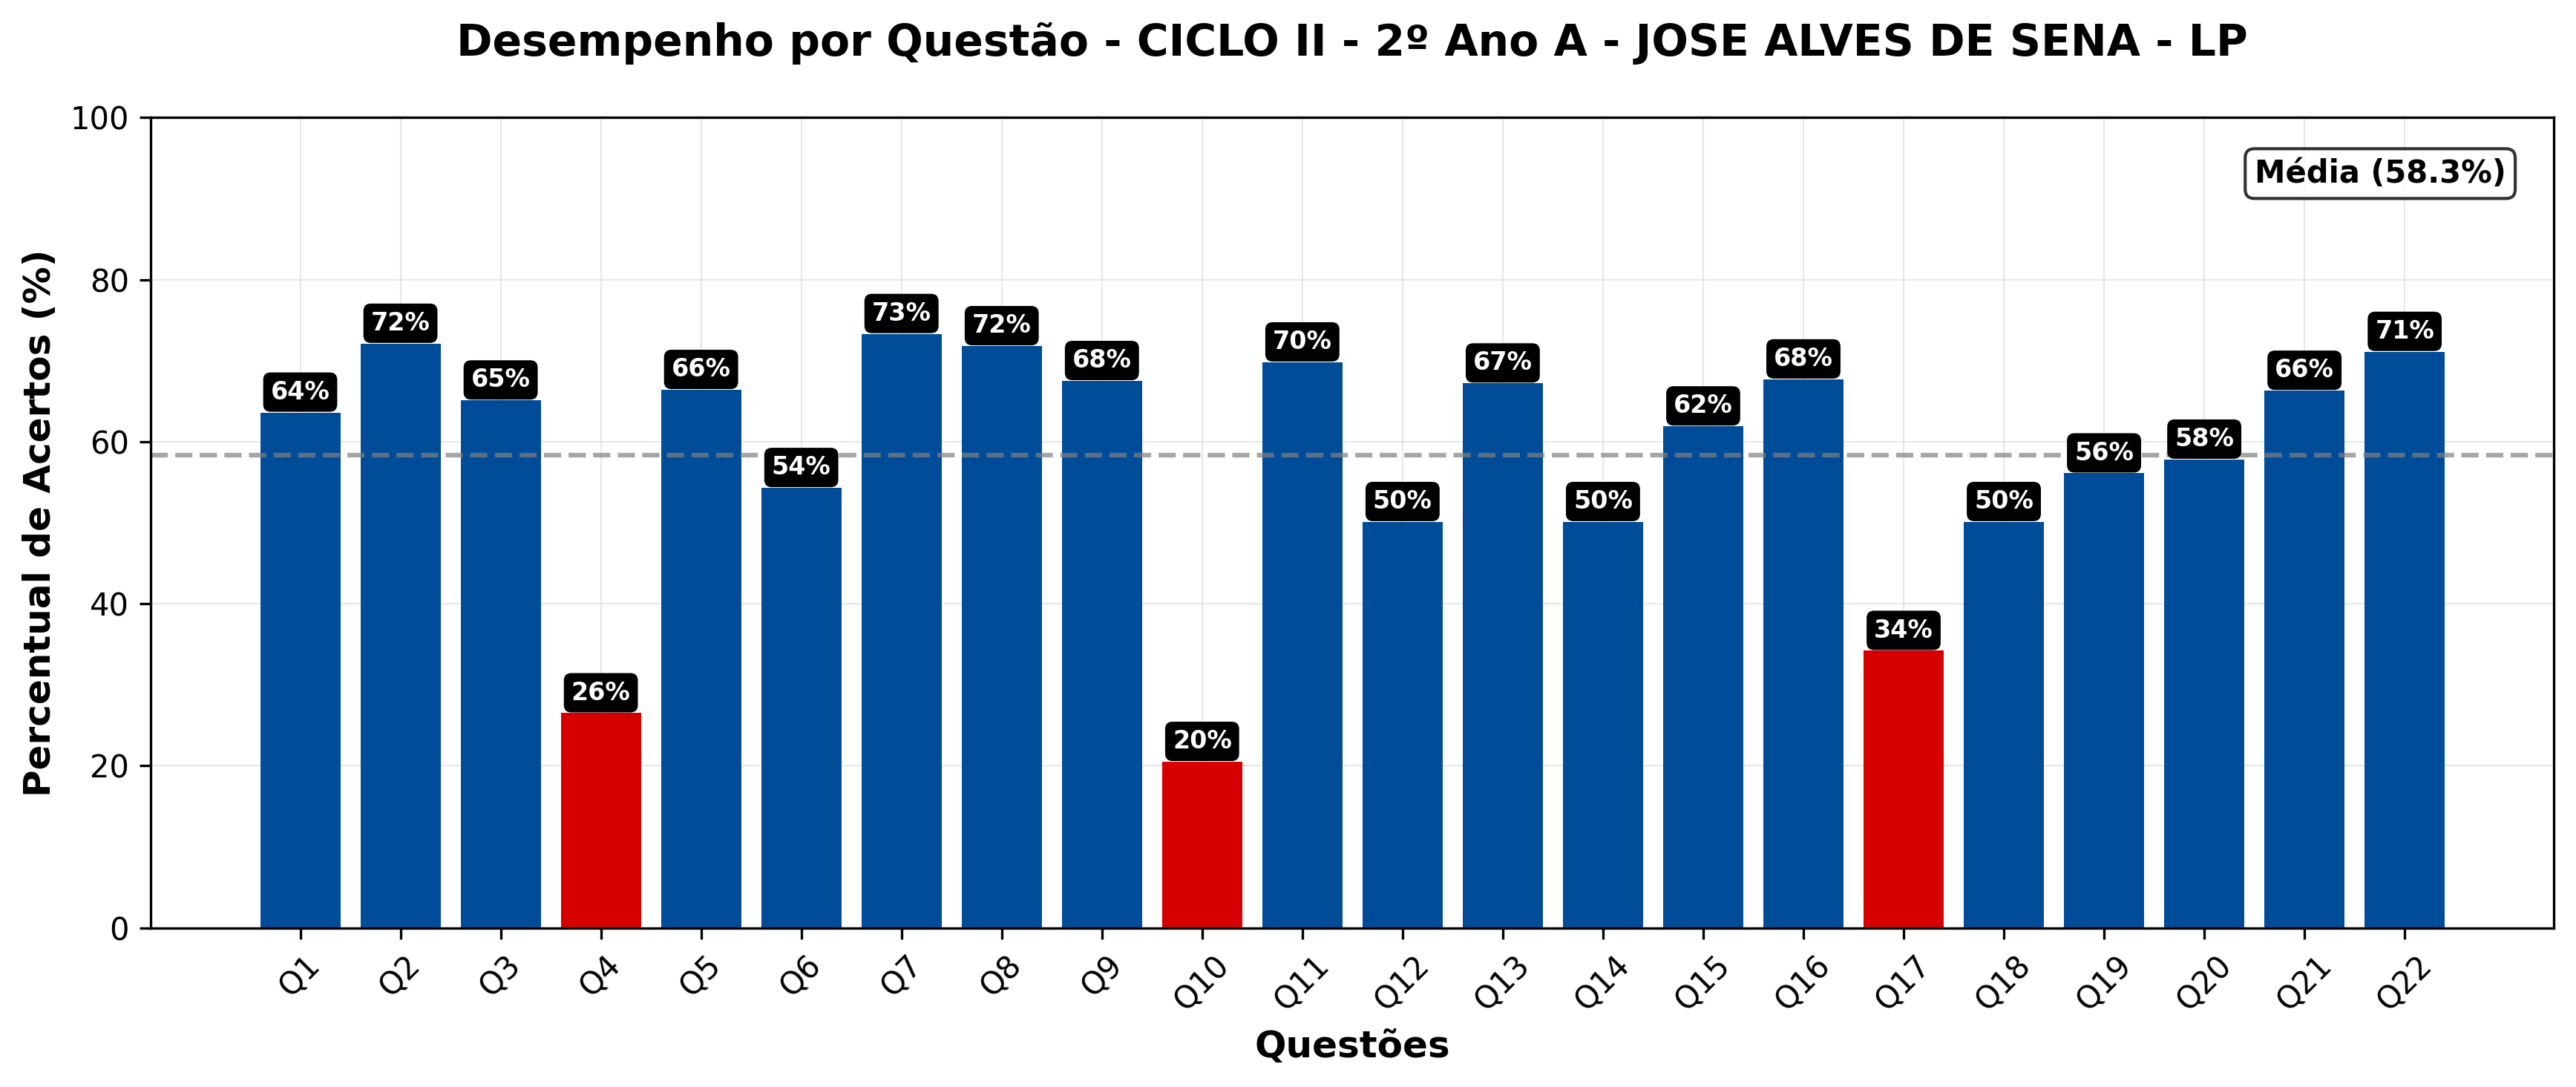 Desempenho por Questão - CICLO II - 2º Ano A - JOSE ALVES DE SENA - LP
Percentual de Acertos (%)
100
80
60
40
20
0
Média (58.3%)
64%
72%
65%
26%
66%
54%
73%
72%
68%
20%
70%
50%
67%
50%
62%
68%
34%
50%
56%
58%
66%
71%
Q1
Q2
Q3
Q4
Q5
Q6
Q7
Q8
Q9
Q10
Q11
Q12
Q13
Q14
Q15
Q16
Q17
Q18
Q19
Q20
Q21
Q22
Questões